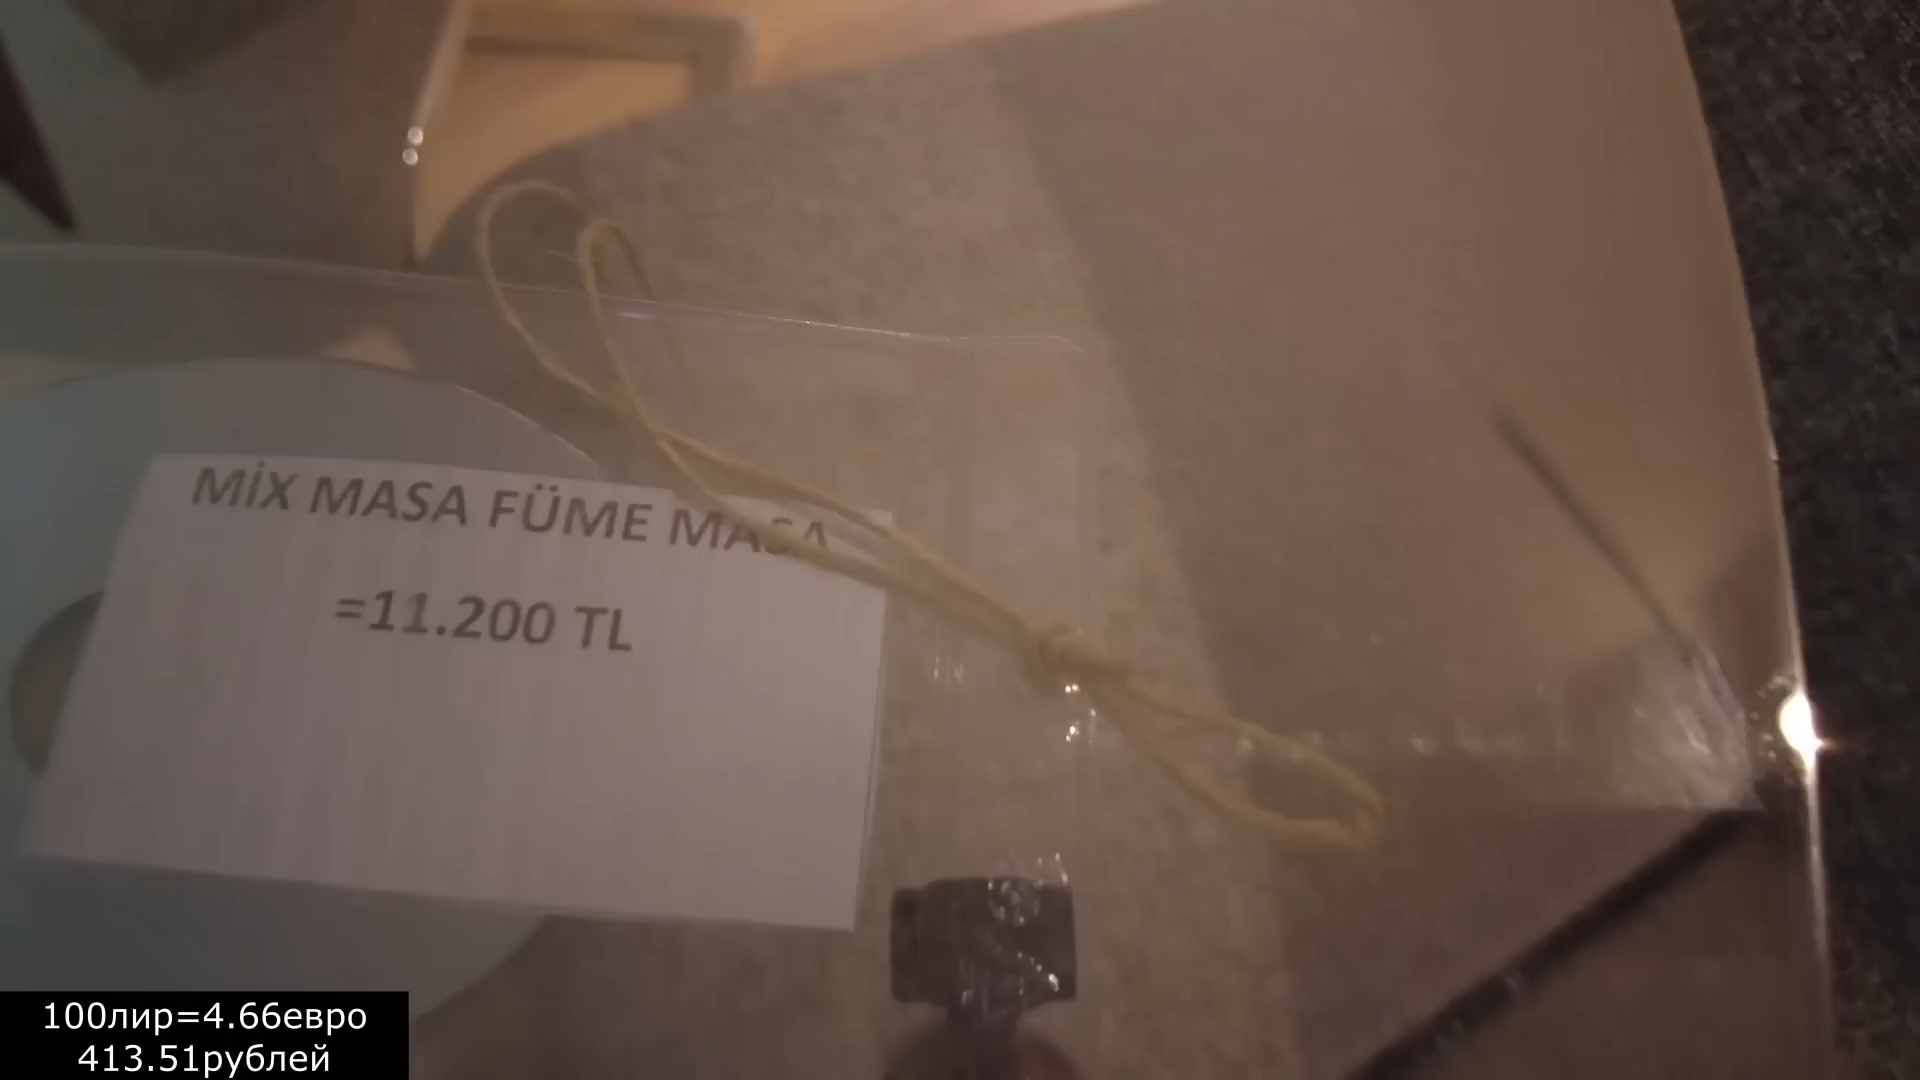 MİX MASA FÜME MASA
=11.200 TL
100лир=4.66евро
413.51рублей